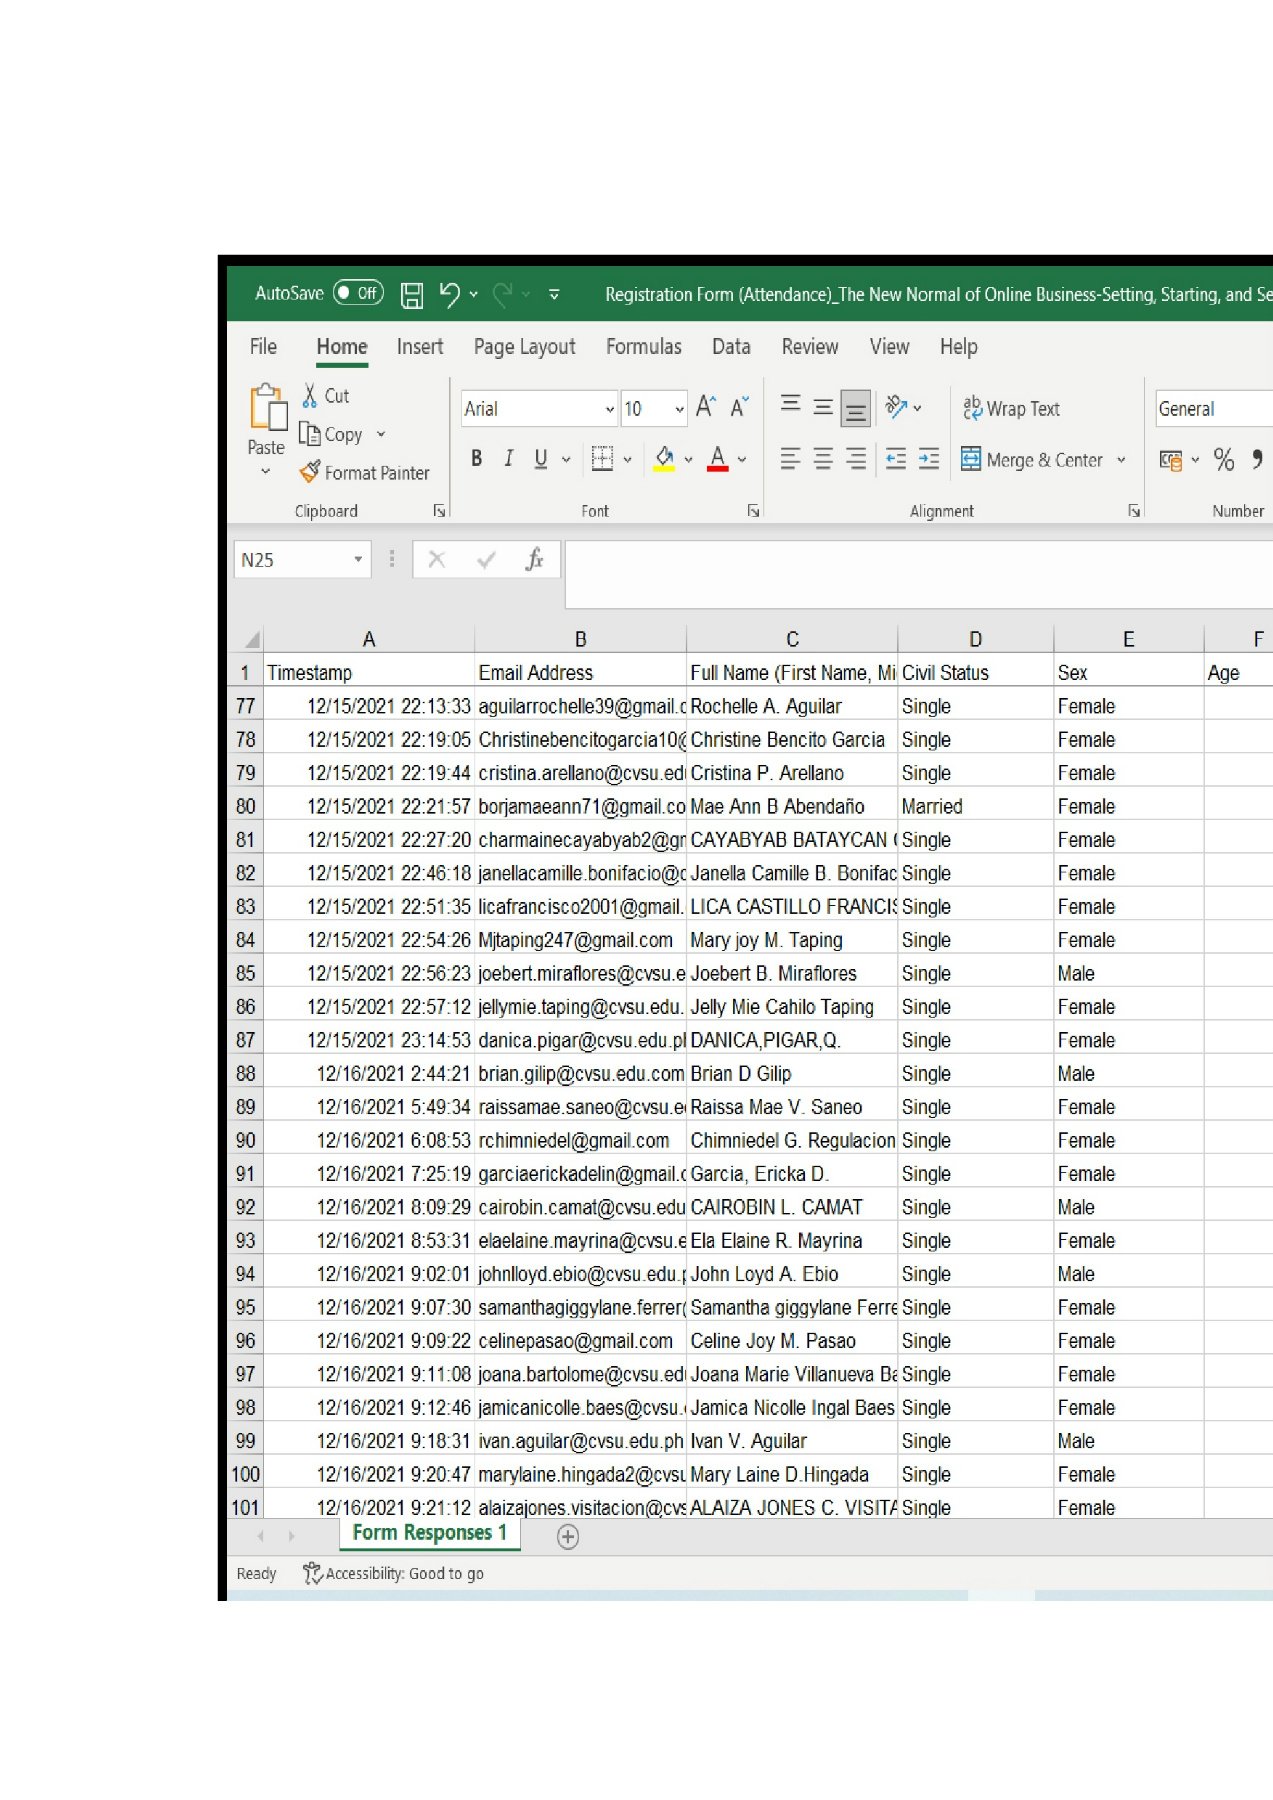 AutoSave Off Registration Form (Attendance)_The New Normal of Online Business-Setting, Starting, and Se
File Home Insert Page Layout Formulas Data Review View Help
Paste Cut Copy Format Painter Arial 10 Wrap Text General
B I U A Merge & Center %
Clipboard Font Alignment Number
N25 fx
A B C D E F
1 Timestamp Email Address Full Name (First Name, Mi Civil Status Sex Age
77 12/15/2021 22:13:33 aguilarrochelle39@gmail.c Rochelle A. Aguilar Single Female
78 12/15/2021 22:19:05 Christinebencitogarcia10@ Christine Bencito Garcia Single Female
79 12/15/2021 22:19:44 cristina.arellano@cvsu.edu Cristina P. Arellano Single Female
80 12/15/2021 22:21:57 borjamaeann71@gmail.co Mae Ann B Abendaño Married Female
81 12/15/2021 22:27:20 charmainecayabyab2@gm CAYABYAB BATAYCAN Single Female
82 12/15/2021 22:46:18 janellacamille.bonifacio@c Janella Camille B. Bonifac Single Female
83 12/15/2021 22:51:35 licafrancisco2001@gmail. LICA CASTILLO FRANCIS Single Female
84 12/15/2021 22:54:26 Mjtaping247@gmail.com Mary joy M. Taping Single Female
85 12/15/2021 22:56:23 joebert.miraflores@cvsu.e Joebert B. Miraflores Single Male
86 12/15/2021 22:57:12 jellymie.taping@cvsu.edu. Jelly Mie Cahilo Taping Single Female
87 12/15/2021 23:14:53 danica.pigar@cvsu.edu.pl DANICA,PIGAR,Q. Single Female
88 12/16/2021 2:44:21 brian.gilip@cvsu.edu.com Brian D Gilip Single Male
89 12/16/2021 5:49:34 raissamae.saneo@cvsu.e Raissa Mae V. Saneo Single Female
90 12/16/2021 6:08:53 rchimniedel@gmail.com Chimniedel G. Regulacion Single Female
91 12/16/2021 7:25:19 garciaerickadelin@gmail.c Garcia, Ericka D. Single Female
92 12/16/2021 8:09:29 cairobin.camat@cvsu.edu CAIROBIN L. CAMAT Single Male
93 12/16/2021 8:53:31 elaelaine.mayrina@cvsu.e Ela Elaine R. Mayrina Single Female
94 12/16/2021 9:02:01 johnlloyd.ebio@cvsu.edu.p John Loyd A. Ebio Single Male
95 12/16/2021 9:07:30 samanthagiggylane.ferrer@ Samantha giggylane Ferre Single Female
96 12/16/2021 9:09:22 celinepasao@gmail.com Celine Joy M. Pasao Single Female
97 12/16/2021 9:11:08 joana.bartolome@cvsu.edu Joana Marie Villanueva Ba Single Female
98 12/16/2021 9:12:46 jamicanicolle.baes@cvsu. Jamica Nicolle Ingal Baes Single Female
99 12/16/2021 9:18:31 ivan.aguilar@cvsu.edu.ph Ivan V. Aguilar Single Male
100 12/16/2021 9:20:47 marylaine.hingada2@cvsu Mary Laine D.Hingada Single Female
101 12/16/2021 9:21:12 alaizajones.visitacion@cvs ALAIZA JONES C. VISITA Single Female
Form Responses 1
Ready Accessibility: Good to go